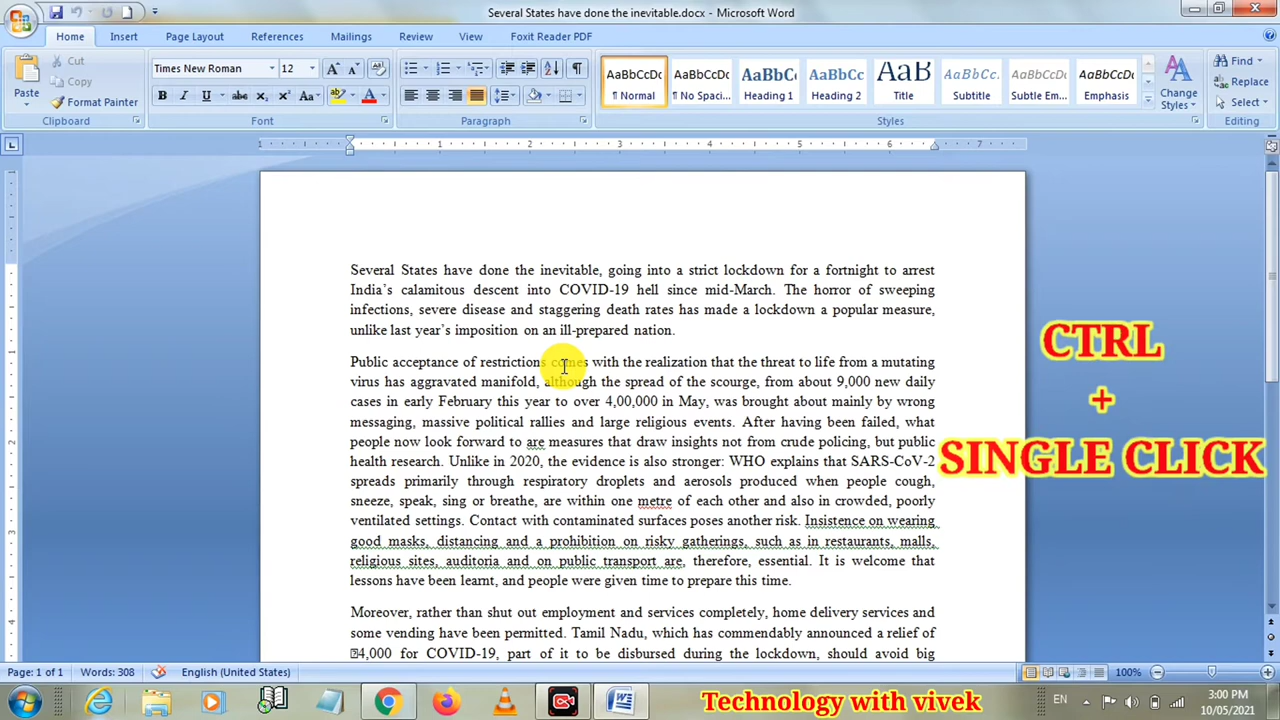 Several States have done the inevitable.docx - Microsoft Word
Home Insert Page Layout References Mailings Review View Foxit Reader PDF
Paste
Cut
Copy
Format Painter
Clipboard
Times New Roman 12
Font
Paragraph
AaBbCcDc AaBbCcDc AaBbCc AaBbCc AaB AaBbCc. AaBbCcDc AaBbCcDc
¶ Normal ¶ No Spaci... Heading 1 Heading 2 Title Subtitle Subtle Em... Emphasis
Change Styles
Styles
Find
Replace
Select
Editing
1 1 2 3 4 5 6 7
Several States have done the inevitable, going into a strict lockdown for a fortnight to arrest
India’s calamitous descent into COVID-19 hell since mid-March. The horror of sweeping
infections, severe disease and staggering death rates has made a lockdown a popular measure,
unlike last year’s imposition on an ill-prepared nation.
Public acceptance of restrictions comes with the realization that the threat to life from a mutating
virus has aggravated manifold, although the spread of the scourge, from about 9,000 new daily
cases in early February this year to over 4,00,000 in May, was brought about mainly by wrong
messaging, massive political rallies and large religious events. After having been failed, what
people now look forward to are measures that draw insights not from crude policing, but public
health research. Unlike in 2020, the evidence is also stronger: WHO explains that SARS-CoV-2
spreads primarily through respiratory droplets and aerosols produced when people cough,
sneeze, speak, sing or breathe, are within one metre of each other and also in crowded, poorly
ventilated settings. Contact with contaminated surfaces poses another risk. Insistence on wearing
good masks, distancing and a prohibition on risky gatherings, such as in restaurants, malls,
religious sites, auditoria and on public transport are, therefore, essential. It is welcome that
lessons have been learnt, and people were given time to prepare this time.
Moreover, rather than shut out employment and services completely, home delivery services and
some vending have been permitted. Tamil Nadu, which has commendably announced a relief of
4,000 for COVID-19, part of it to be disbursed during the lockdown, should avoid big
CTRL
+
SINGLE CLICK
Page: 1 of 1 Words: 308 English (United States) 100%
Technology with vivek
EN
3:00 PM
10/05/2021